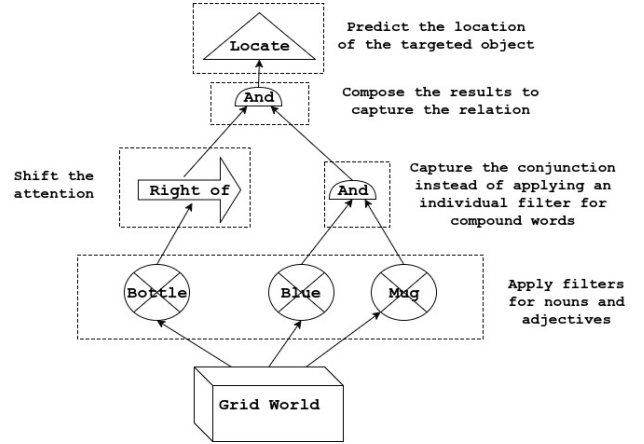 Locate
Predict the location
of the targeted object
And
Compose the results to
capture the relation
Shift the
attention
Right of
And
Capture the conjunction
instead of applying an
individual filter for
compound words
Bottle
Blue
Mug
Apply filters
for nouns and
adjectives
Grid World